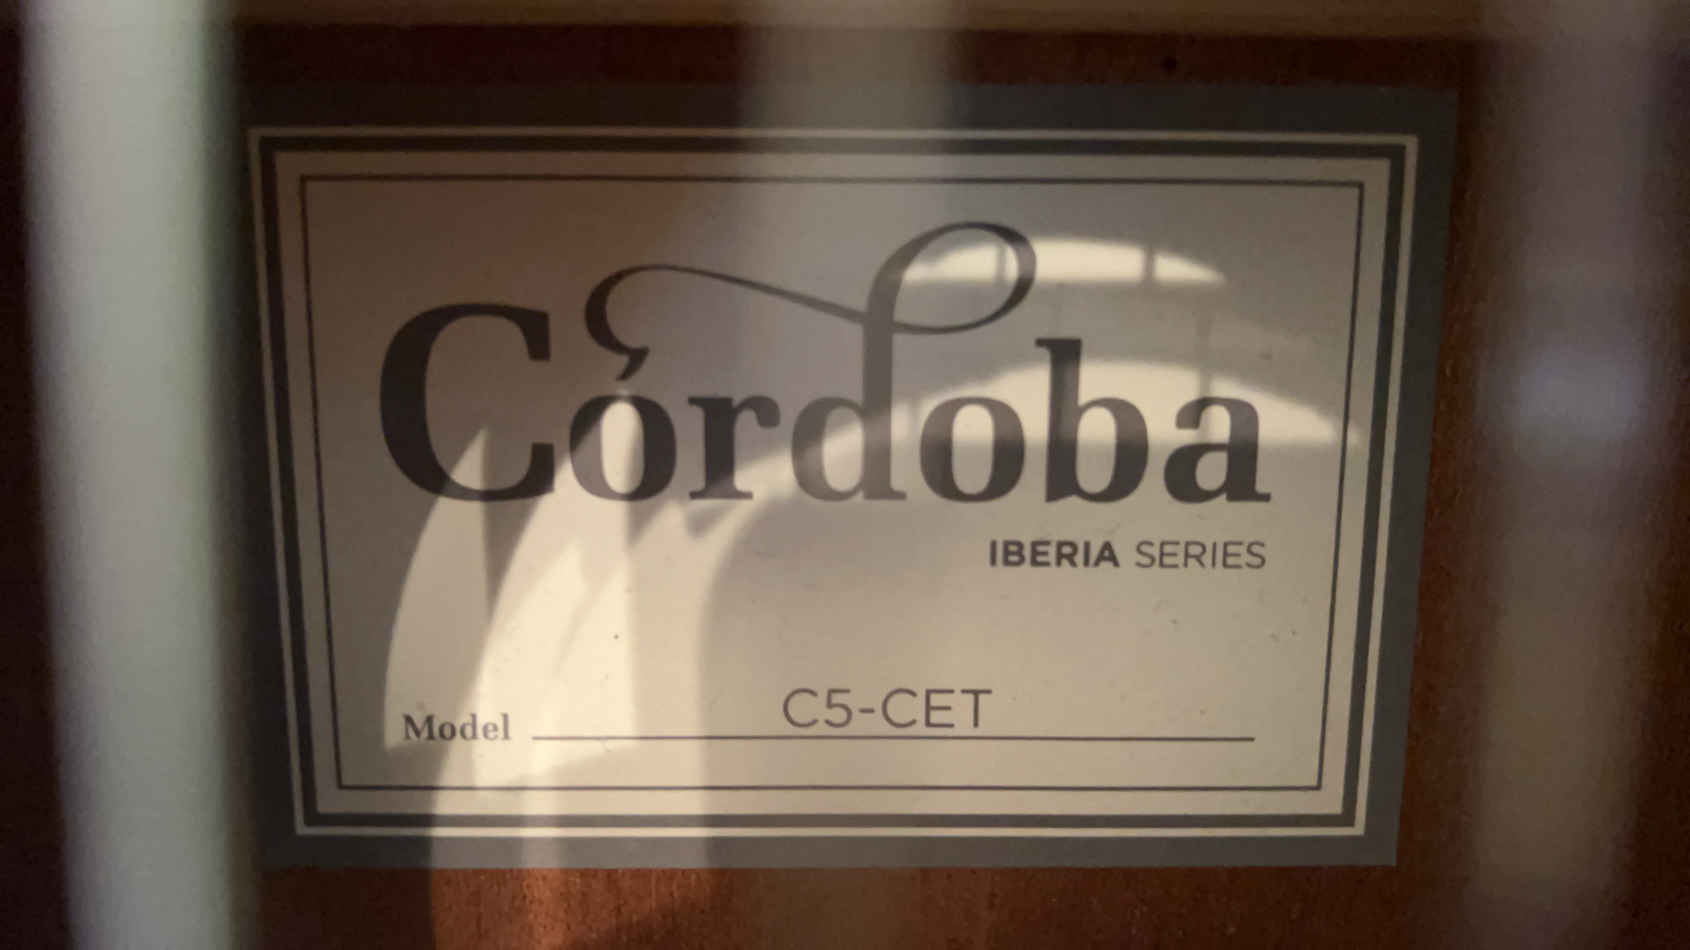 Córdoba
IBERIA SERIES
Model C5-CET